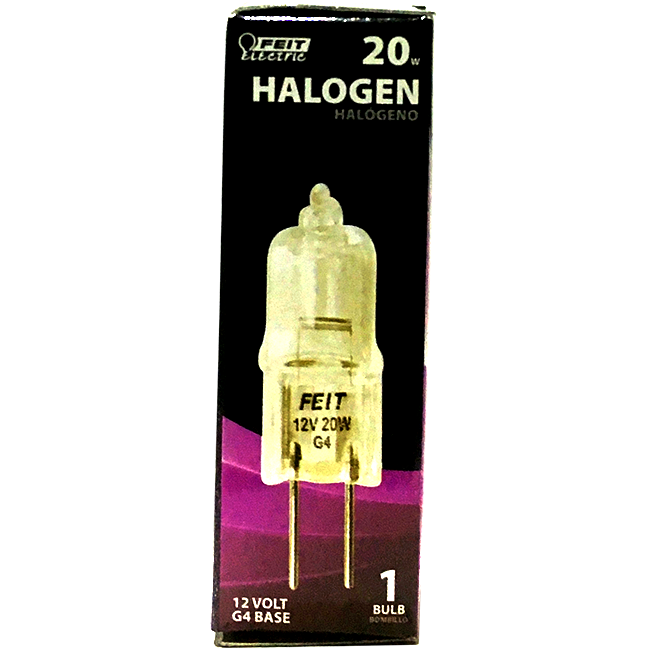 FEIT
Electric
20W
HALOGEN
HALÓGENO
FEIT
12V 20W
G4
12 VOLT
G4 BASE
1
BULB
BOMBILLO